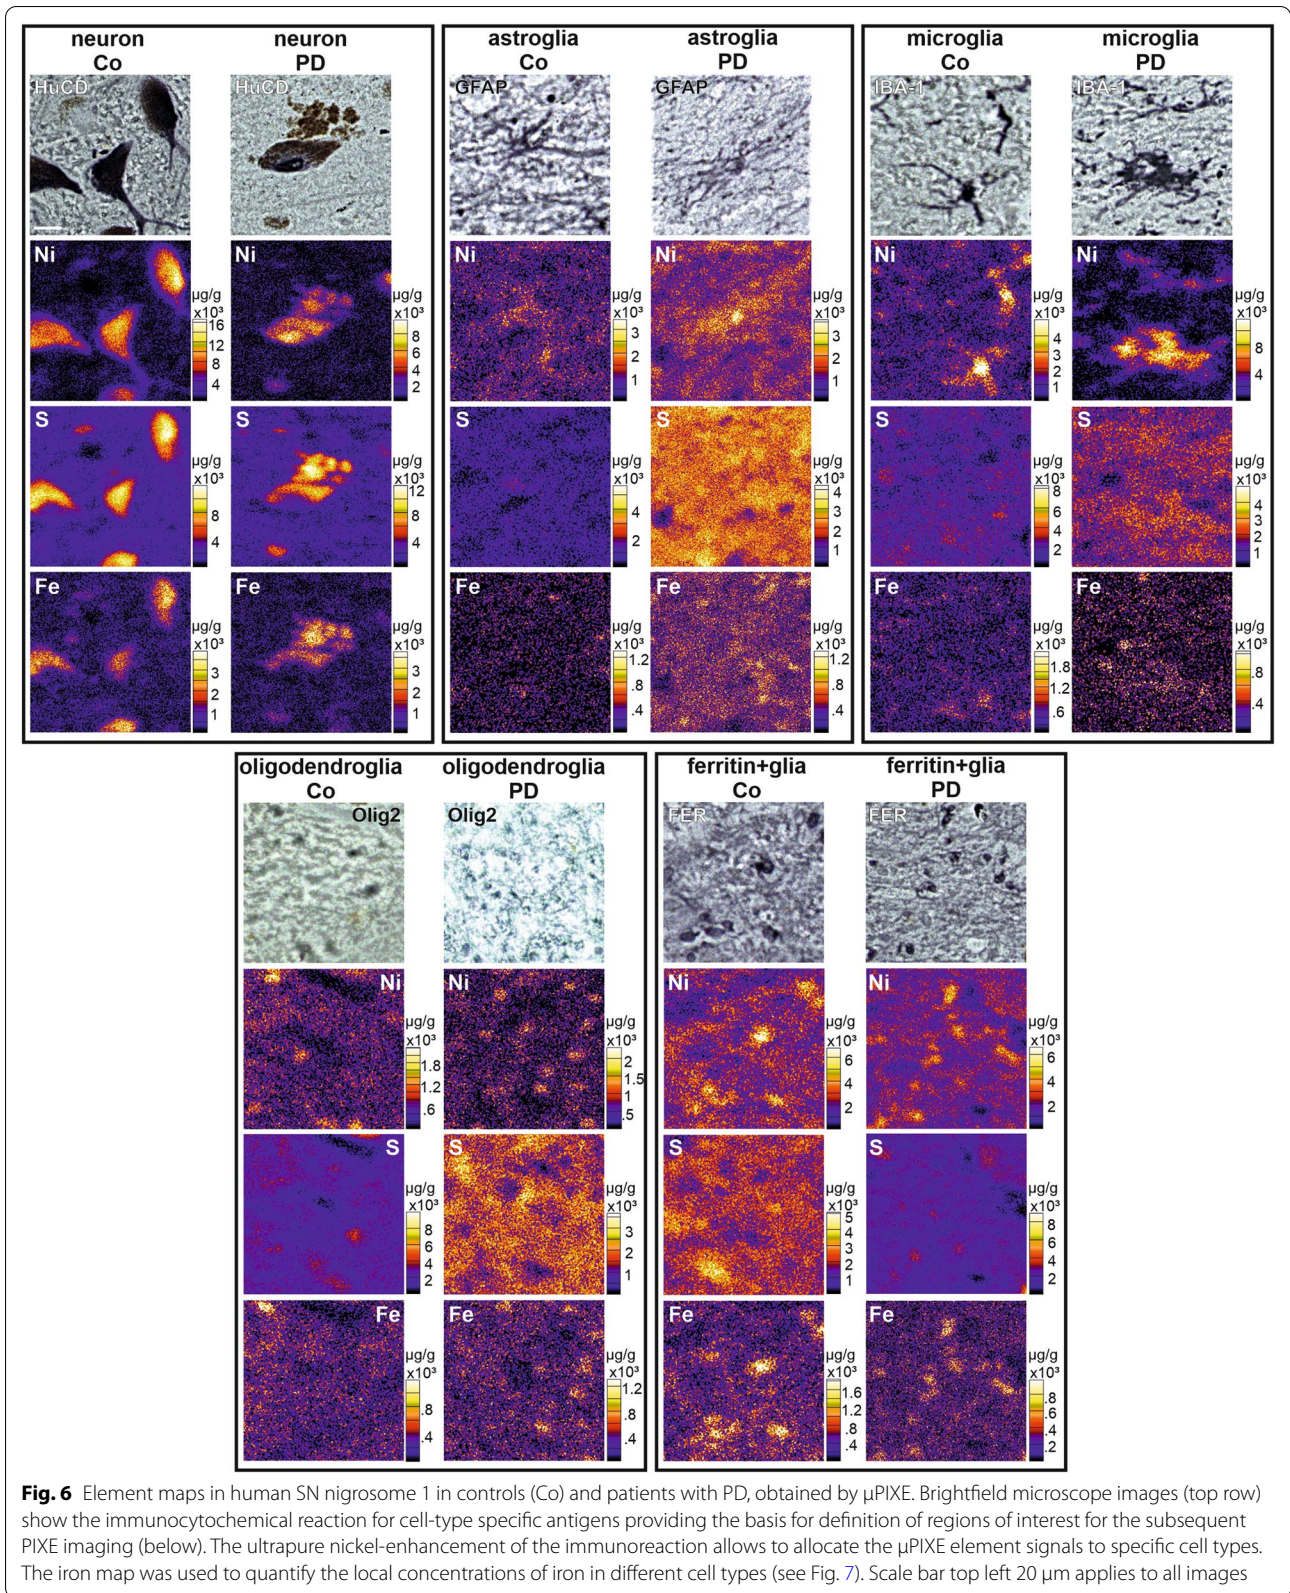 neuron
Co
neuron
PD
astroglia
Co
astroglia
PD
microglia
Co
microglia
PD
HuCD
HuCD
GFAP
GFAP
IBA-1
IBA-1
Ni
µg/g
x10³
16
12
8
4
Ni
µg/g
x10³
8
6
4
2
Ni
µg/g
x10³
3
2
1
Ni
µg/g
x10³
3
2
1
Ni
µg/g
x10³
4
3
2
1
Ni
µg/g
x10³
8
4
S
µg/g
x10³
8
4
S
µg/g
x10³
12
8
4
S
µg/g
x10³
4
2
S
µg/g
x10³
4
3
2
1
S
µg/g
x10³
8
6
4
2
S
µg/g
x10³
4
3
2
1
Fe
µg/g
x10³
3
2
1
Fe
µg/g
x10³
3
2
1
Fe
µg/g
x10³
1.2
.8
.4
Fe
µg/g
x10³
1.2
.8
.4
Fe
µg/g
x10³
1.8
1.2
.6
Fe
µg/g
x10³
.8
.4
oligodendroglia
Co
oligodendroglia
PD
ferritin+glia
Co
ferritin+glia
PD
Olig2
Olig2
FER
FER
Ni
µg/g
x10³
1.8
1.2
.6
Ni
µg/g
x10³
2
1.5
1
.5
Ni
µg/g
x10³
6
4
2
Ni
µg/g
x10³
6
4
2
S
µg/g
x10³
8
6
4
2
S
µg/g
x10³
3
2
1
S
µg/g
x10³
5
4
3
2
1
S
µg/g
x10³
6
4
2
Fe
µg/g
x10³
.8
.4
Fe
µg/g
x10³
1.2
.8
.4
Fe
µg/g
x10³
1.6
1.2
.8
.4
Fe
µg/g
x10³
.8
.6
.4
.2
Fig. 6 Element maps in human SN nigrosome 1 in controls (Co) and patients with PD, obtained by µPIXE. Brightfield microscope images (top row)
show the immunocytochemical reaction for cell-type specific antigens providing the basis for definition of regions of interest for the subsequent
PIXE imaging (below). The ultrapure nickel-enhancement of the immunoreaction allows to allocate the µPIXE element signals to specific cell types.
The iron map was used to quantify the local concentrations of iron in different cell types (see Fig. 7). Scale bar top left 20 µm applies to all images